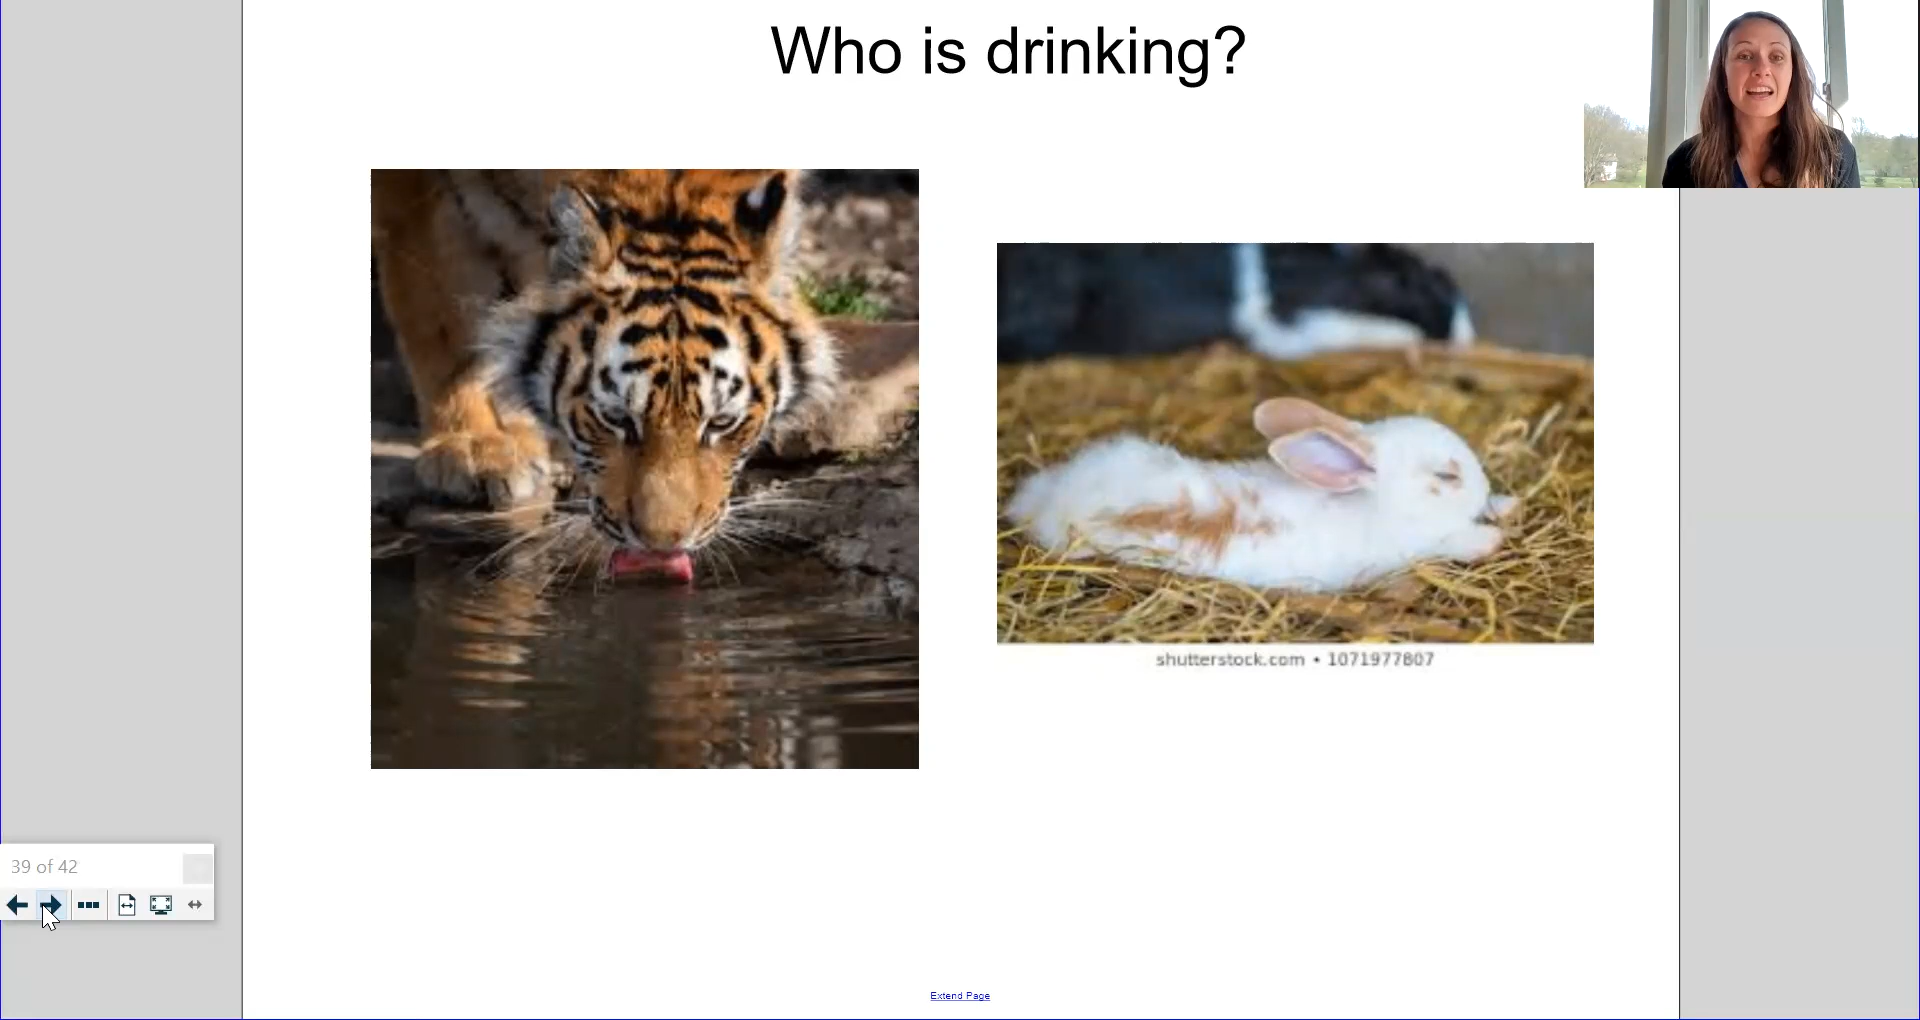 Who is drinking?
shutterstock.com • 1071977807
39 of 42
Extend Page